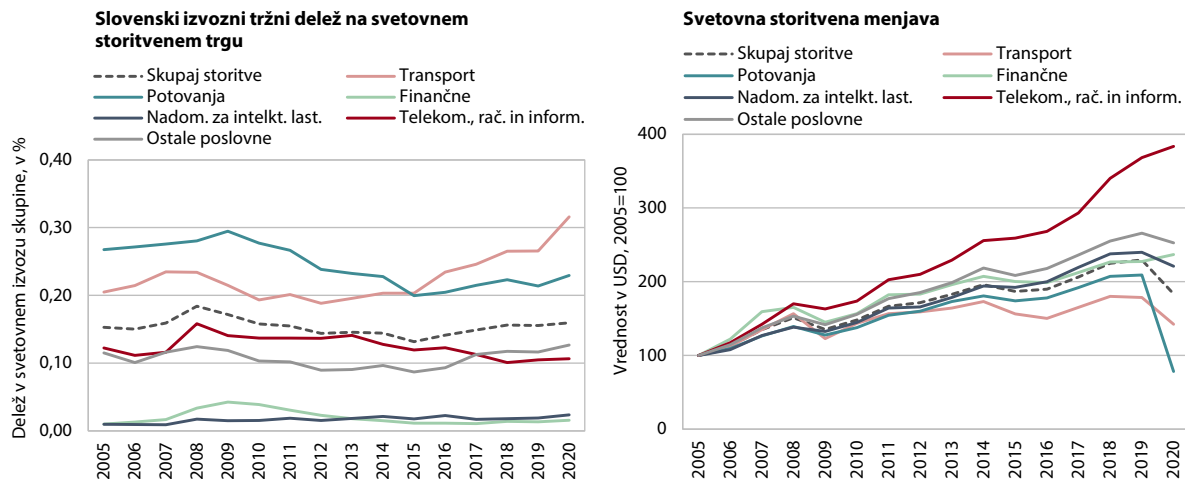 Slovenski izvozni tržni delež na svetovnem
storitvenem trgu
Skupaj storitve
Transport
Potovanja
Finančne
Nadom. za intelkt. last.
Telekom., rač. in inform.
Ostale poslovne
Delež v svetovnem izvozu skupine, v %
0,40
0,30
0,20
0,10
0,00
2005
2006
2007
2008
2009
2010
2011
2012
2013
2014
2015
2016
2017
2018
2019
2020
Svetovna storitvena menjava
Skupaj storitve
Transport
Potovanja
Finančne
Nadom. za intelkt. last.
Telekom., rač. in inform.
Ostale poslovne
Vrednost v USD, 2005=100
400
300
200
100
0
2005
2006
2007
2008
2009
2010
2011
2012
2013
2014
2015
2016
2017
2018
2019
2020